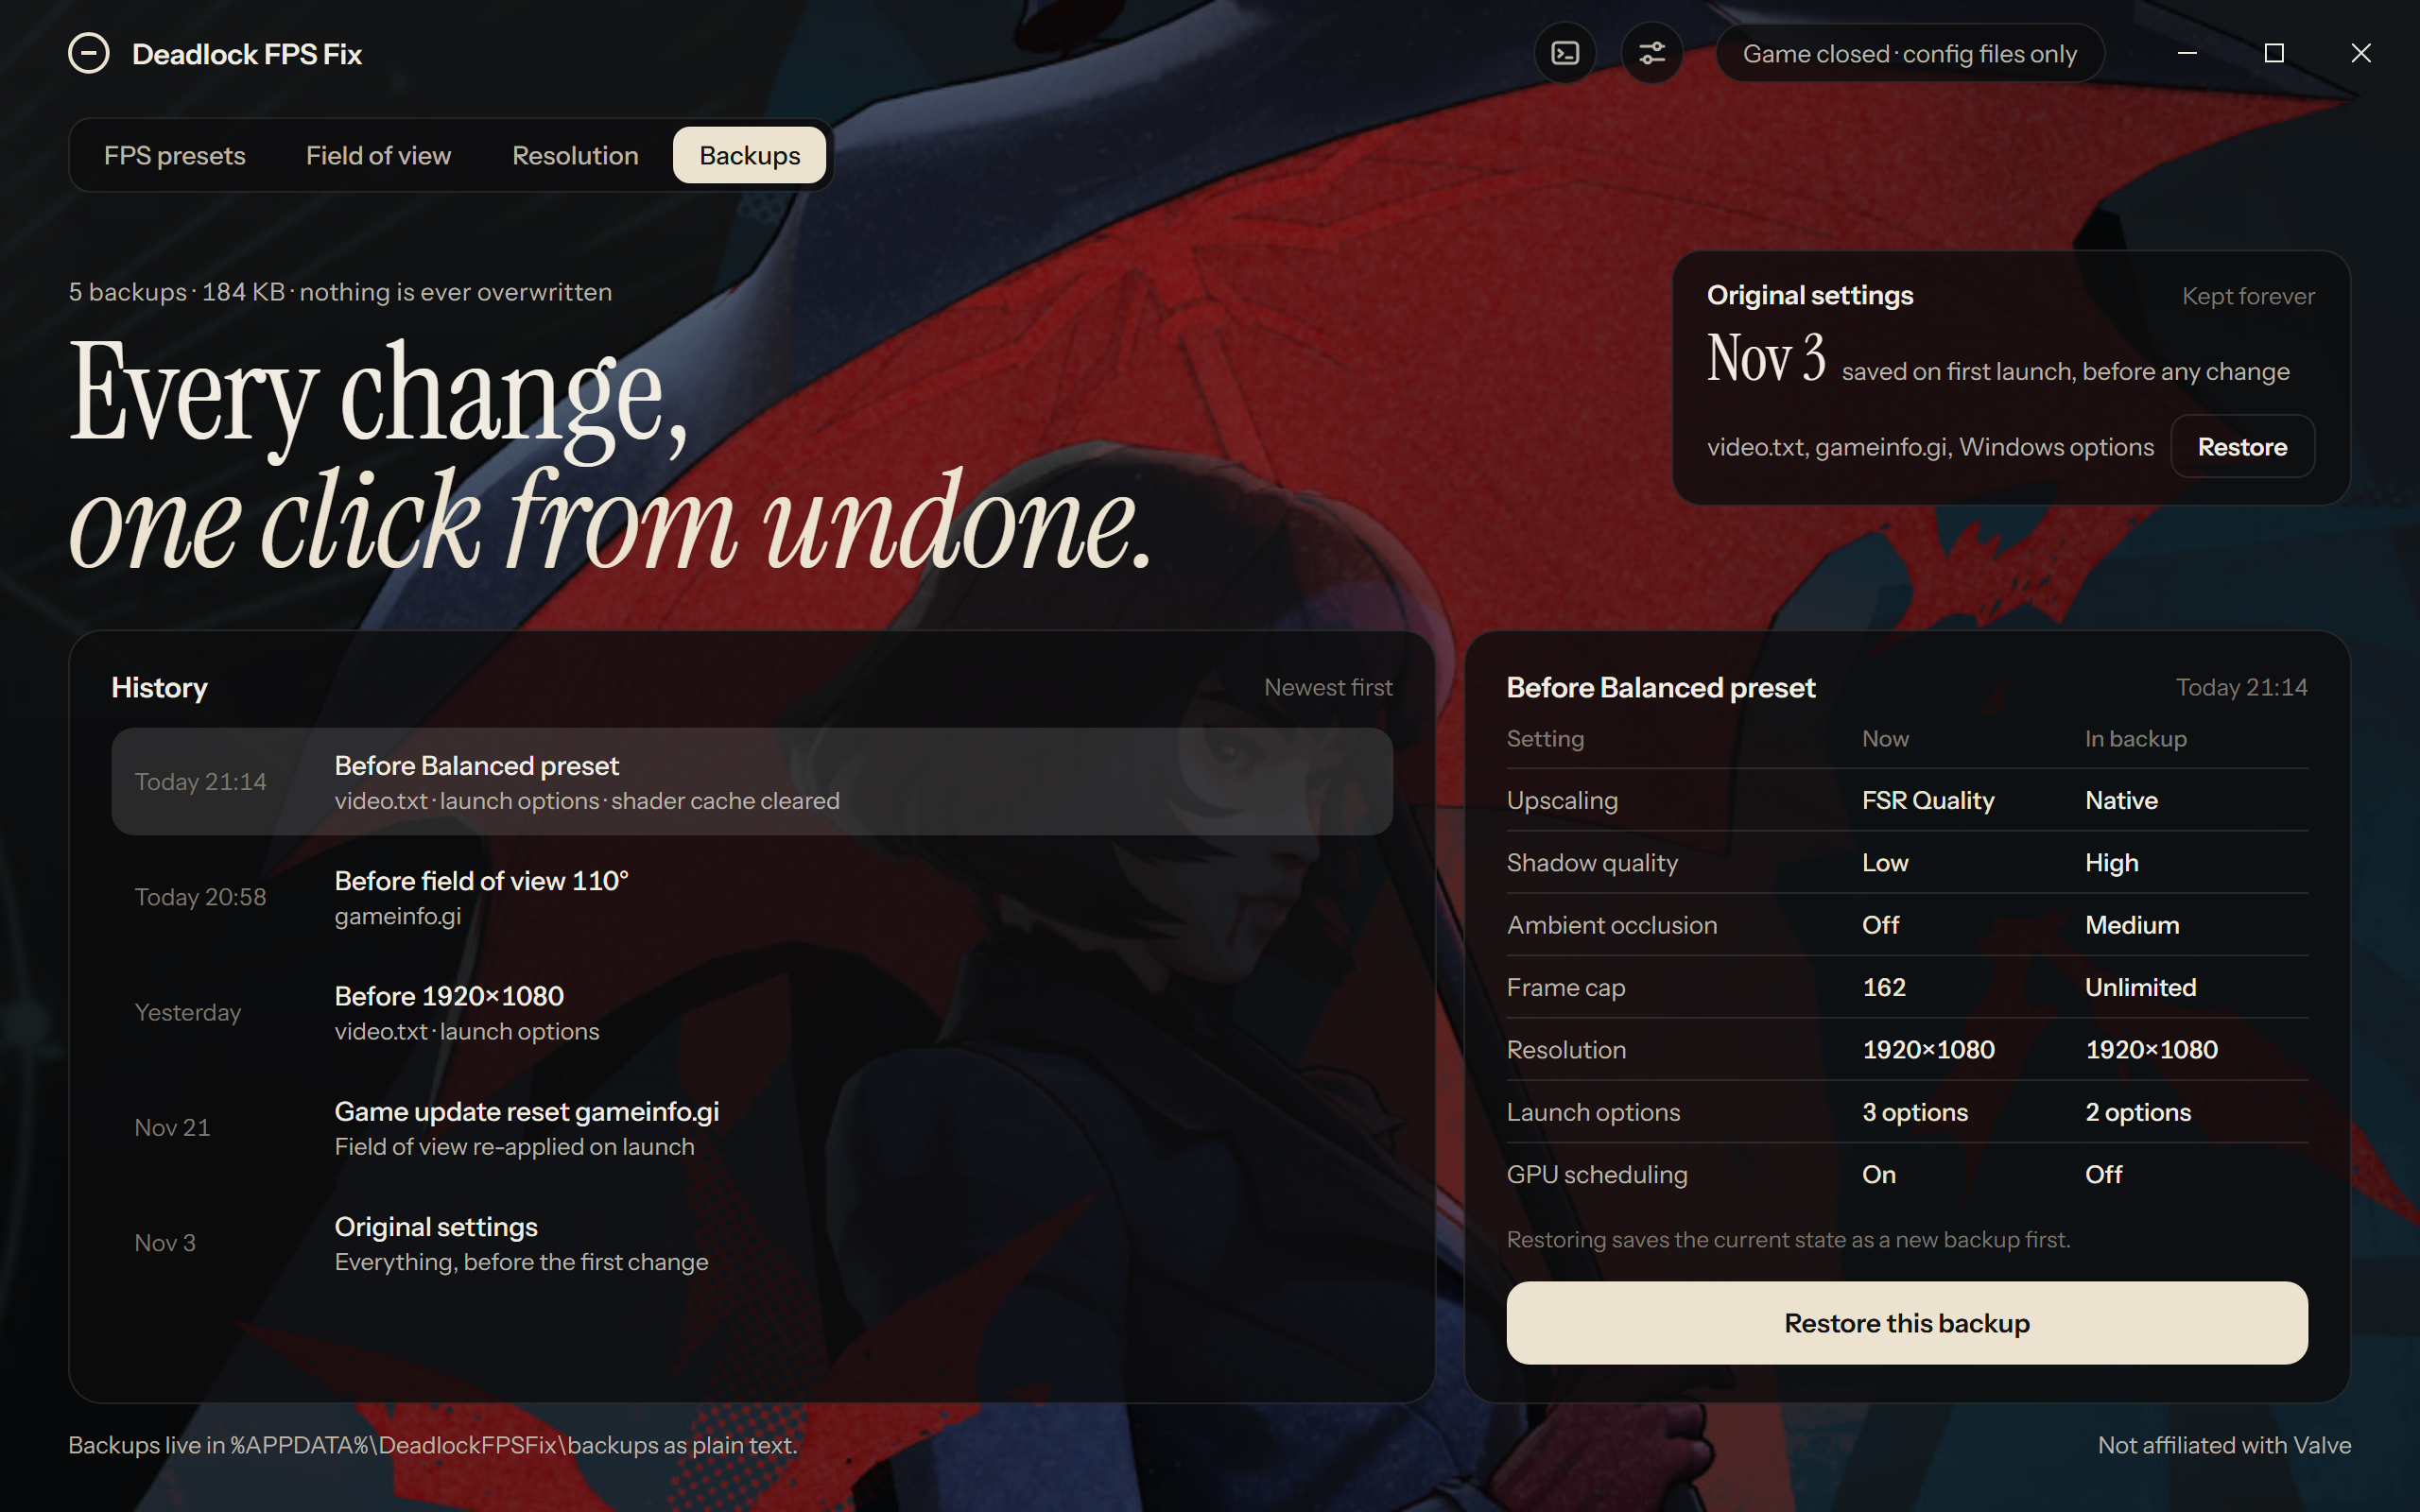 Deadlock FPS Fix
Game closed · config files only
FPS presets
Field of view
Resolution
Backups
5 backups · 184 KB · nothing is ever overwritten
Every change,
one click from undone.
Original settings
Kept forever
Nov 3 saved on first launch, before any change
video.txt, gameinfo.gi, Windows options
Restore
History
Newest first
Today 21:14
Before Balanced preset
video.txt · launch options · shader cache cleared
Today 20:58
Before field of view 110°
gameinfo.gi
Yesterday
Before 1920×1080
video.txt · launch options
Nov 21
Game update reset gameinfo.gi
Field of view re-applied on launch
Nov 3
Original settings
Everything, before the first change
Before Balanced preset
Today 21:14
Setting Now In backup
Upscaling FSR Quality Native
Shadow quality Low High
Ambient occlusion Off Medium
Frame cap 162 Unlimited
Resolution 1920×1080 1920×1080
Launch options 3 options 2 options
GPU scheduling On Off
Restoring saves the current state as a new backup first.
Restore this backup
Backups live in %APPDATA%\DeadlockFPSFix\backups as plain text.
Not affiliated with Valve